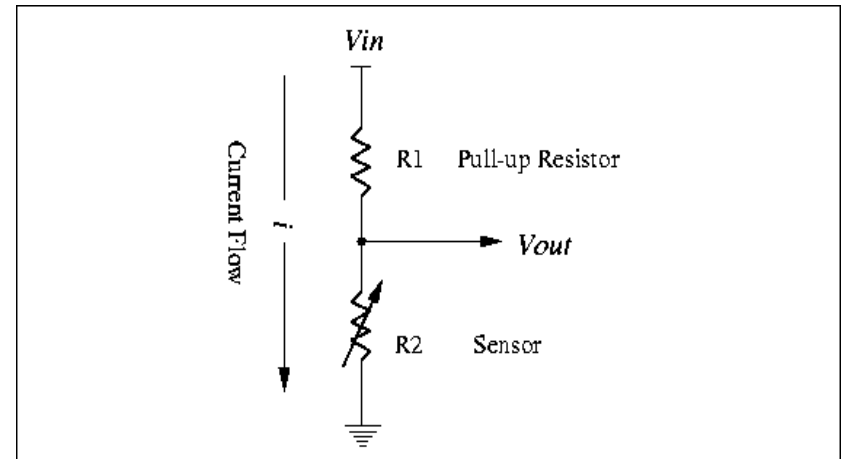 Vin
R1 Pull-up Resistor
Current Flow
i
Vout
R2 Sensor